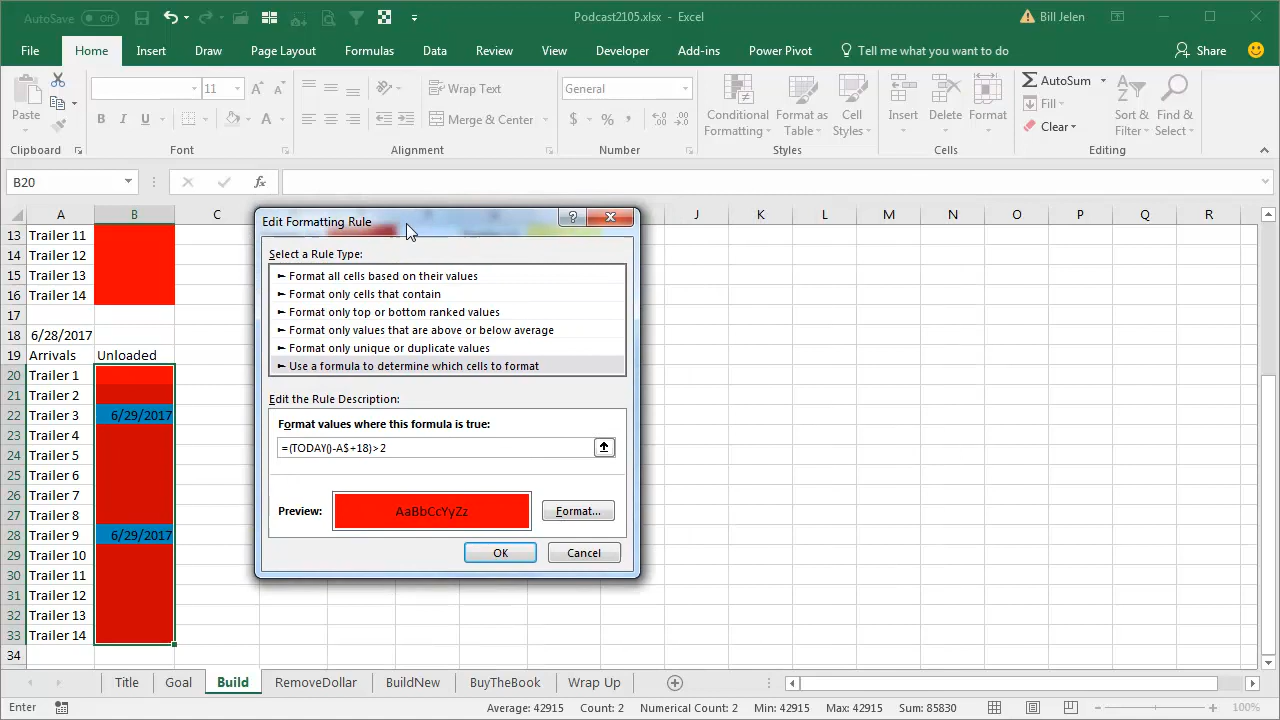 AutoSave Off
Podcast2105.xlsx - Excel
Bill Jelen
File Home Insert Draw Page Layout Formulas Data Review View Developer Add-ins Power Pivot Tell me what you want to do Share
Paste
Clipboard
11
B I U
A A A
Font
Wrap Text
Merge & Center
Alignment
General
$ % ,
Number
Conditional Formatting
Format as Table
Cell Styles
Styles
Insert
Delete
Format
Cells
AutoSum
Fill
Clear
Sort & Filter
Find & Select
Editing
B20
fx
A B C J K L M N O P Q R
13 Trailer 11
14 Trailer 12
15 Trailer 13
16 Trailer 14
17
18 6/28/2017
19 Arrivals Unloaded
20 Trailer 1
21 Trailer 2
22 Trailer 3 6/29/2017
23 Trailer 4
24 Trailer 5
25 Trailer 6
26 Trailer 7
27 Trailer 8
28 Trailer 9 6/29/2017
29 Trailer 10
30 Trailer 11
31 Trailer 12
32 Trailer 13
33 Trailer 14
34
Edit Formatting Rule
?
Select a Rule Type:
► Format all cells based on their values
► Format only cells that contain
► Format only top or bottom ranked values
► Format only values that are above or below average
► Format only unique or duplicate values
► Use a formula to determine which cells to format
Edit the Rule Description:
Format values where this formula is true:
=(TODAY()-A$+18)>2
Preview:
AaBbCcYyZz
Format...
OK
Cancel
Title Goal Build RemoveDollar BuildNew BuyTheBook Wrap Up
Enter
Average: 42915 Count: 2 Numerical Count: 2 Min: 42915 Max: 42915 Sum: 85830
100%